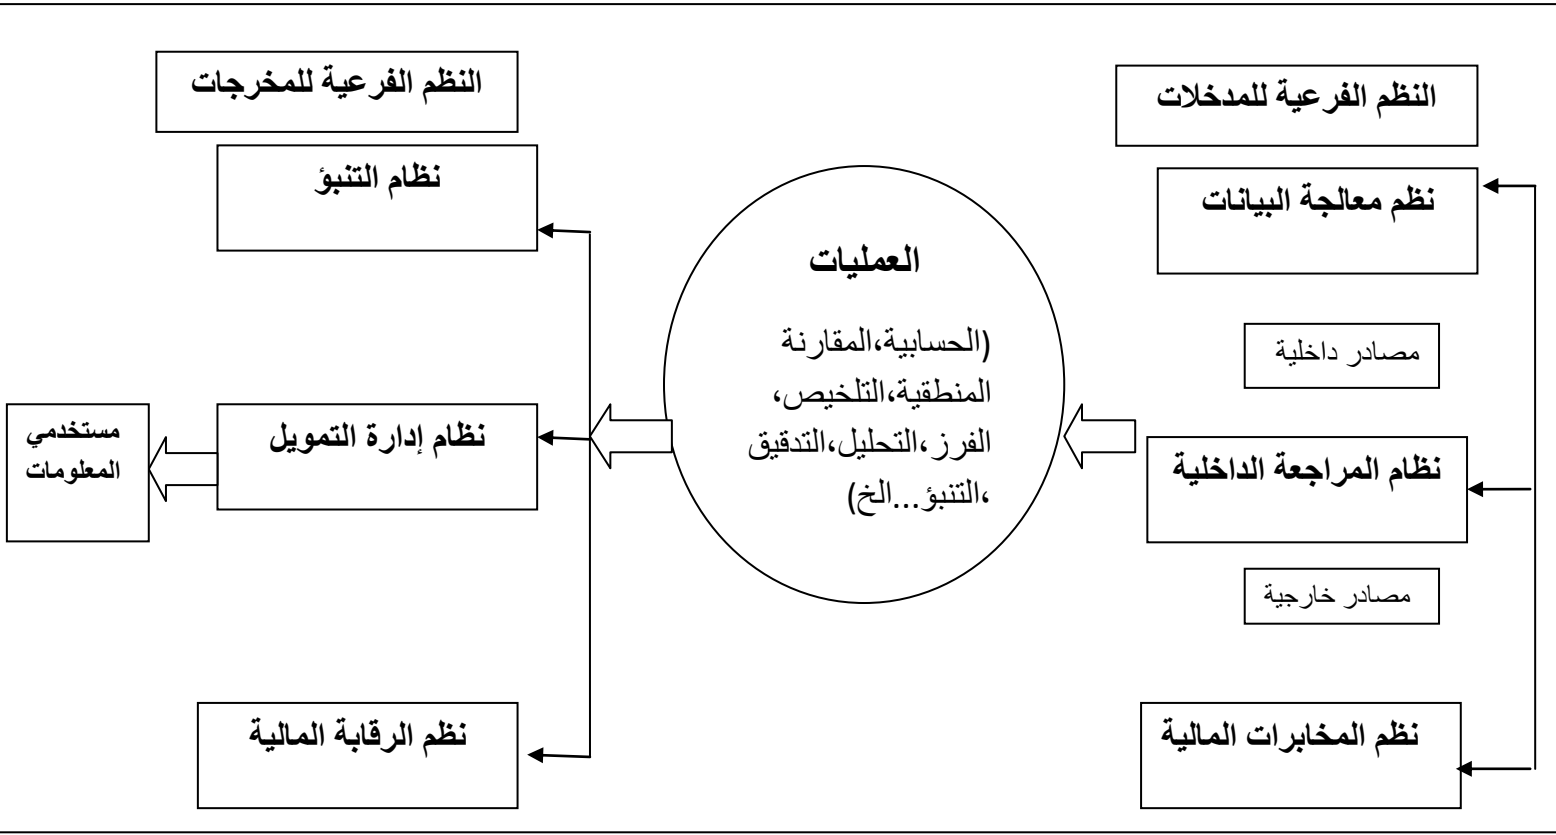 النظم الفرعية للمدخلات
نظم معالجة البيانات
مصادر داخلية
نظام المراجعة الداخلية
مصادر خارجية
نظم المخابرات المالية
العمليات
(الحسابية،المقارنة
المنطقية،التلخيص،
الفرز،التحليل،التدقيق
،التنبؤ...الخ)
النظم الفرعية للمخرجات
نظام التنبؤ
نظام إدارة التمويل
نظم الرقابة المالية
مستخدمي
المعلومات